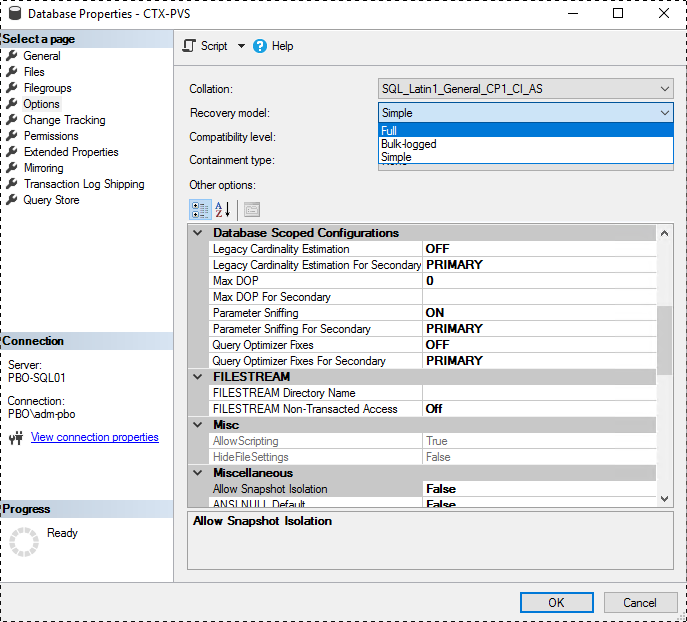 Database Properties - CTX-PVS
Select a page
General
Files
Filegroups
Options
Change Tracking
Permissions
Extended Properties
Mirroring
Transaction Log Shipping
Query Store
Connection
Server:
PBO-SQL01
Connection:
PBO\adm-pbo
View connection properties
Progress
Ready
Script Help
Collation: SQL_Latin1_General_CP1_CI_AS
Recovery model: Simple
Full
Compatibility level: Bulk-logged
Simple
Containment type: None
Other options:
Database Scoped Configurations
Legacy Cardinality Estimation OFF
Legacy Cardinality Estimation For Secondary PRIMARY
Max DOP 0
Max DOP For Secondary
Parameter Sniffing ON
Parameter Sniffing For Secondary PRIMARY
Query Optimizer Fixes OFF
Query Optimizer Fixes For Secondary PRIMARY
FILESTREAM
FILESTREAM Directory Name
FILESTREAM Non-Transacted Access Off
Misc
AllowScripting True
HideFileSettings False
Miscellaneous
Allow Snapshot Isolation False
ANSI NULL Default False
Allow Snapshot Isolation
OK Cancel